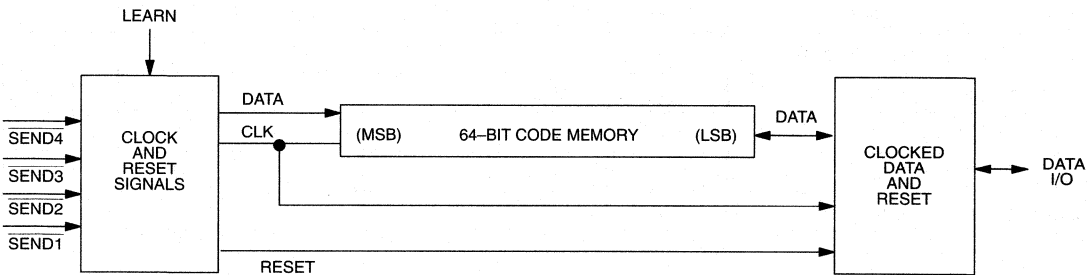 LEARN
SEND4
SEND3
SEND2
SEND1
CLOCK
AND
RESET
SIGNALS
DATA
CLK
RESET
(MSB) 64–BIT CODE MEMORY (LSB)
DATA
CLOCKED
DATA
AND
RESET
DATA
I/O